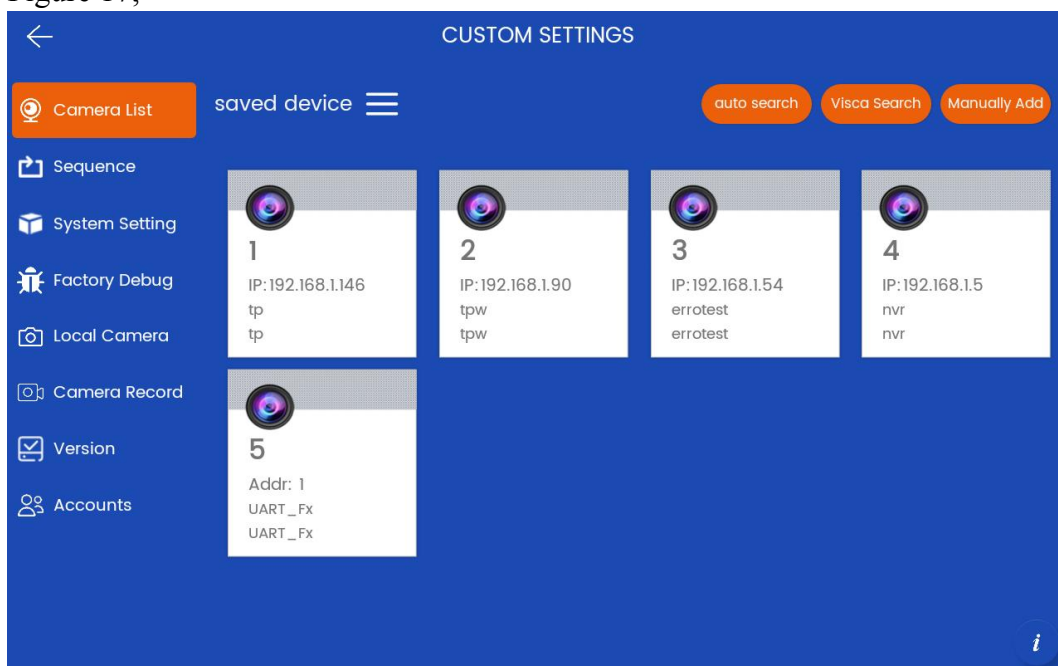 Figure 17,
CUSTOM SETTINGS
Camera List
saved device
auto search
Visca Search
Manually Add
Sequence
System Setting
Factory Debug
Local Camera
Camera Record
Version
Accounts
1
IP:192.168.1.146
tp
tp
2
IP:192.168.1.90
tpw
tpw
3
IP:192.168.1.54
errotest
errotest
4
IP:192.168.1.5
nvr
nvr
5
Addr: 1
UART_Fx
UART_Fx
i